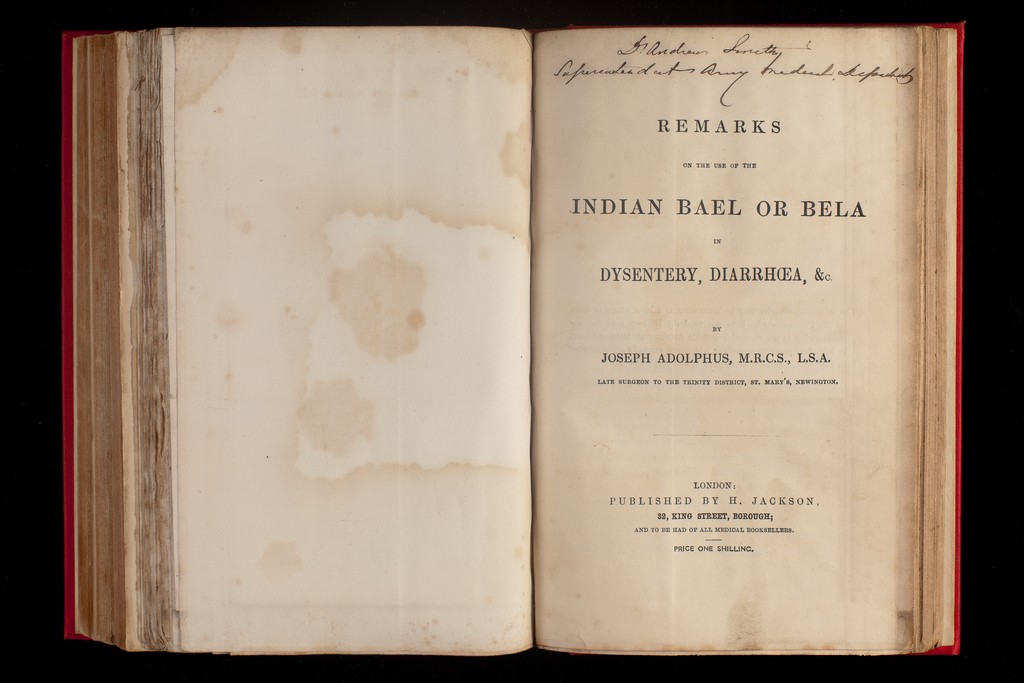 Dr Andrew Smith
Superintendent Army Medical
REMARKS
ON THE USE OF THE
INDIAN BAEL OR BELA
IN
DYSENTERY, DIARRHŒA, &c.
BY
JOSEPH ADOLPHUS, M.R.C.S., L.S.A.
LATE SURGEON TO THE TRINITY DISTRICT, ST. MARY'S, NEWINGTON.
LONDON:
PUBLISHED BY H. JACKSON,
32, KING STREET, BOROUGH;
AND TO BE HAD OF ALL MEDICAL BOOKSELLERS.
PRICE ONE SHILLING.